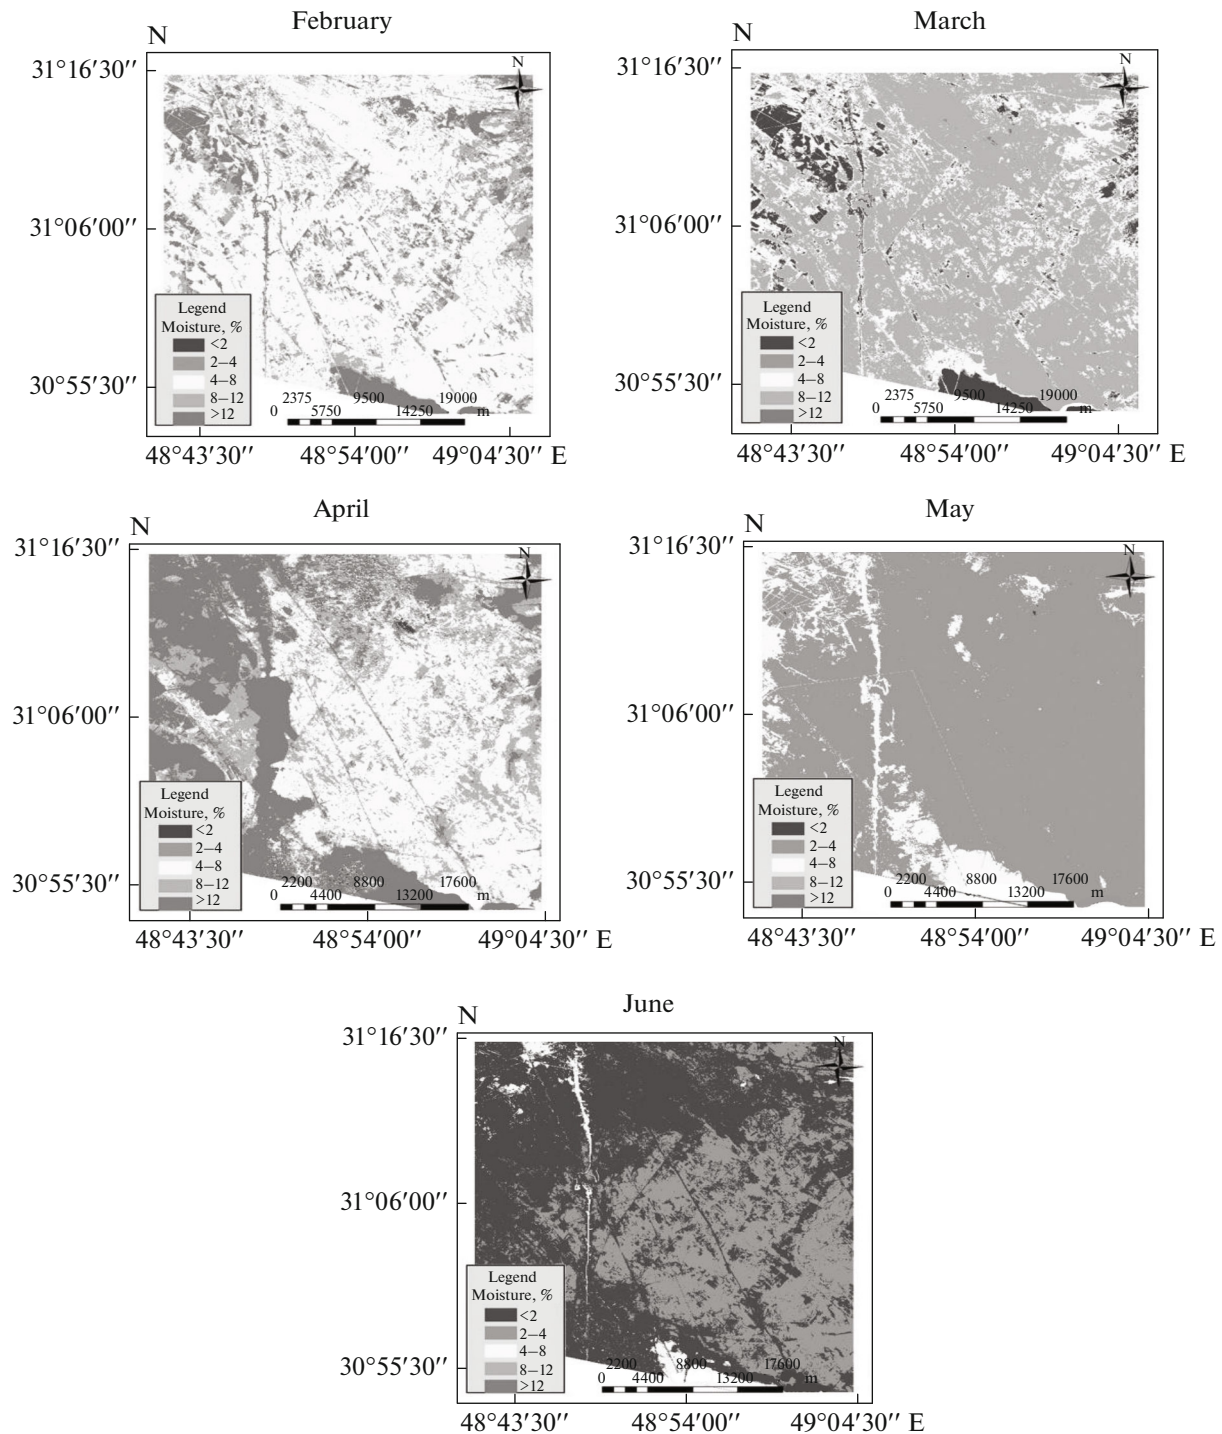 February
N
N
31°16′30″
31°06′00″
30°55′30″
Legend
Moisture, %
<2
2–4
4–8
8–12
>12
2375 9500 19000
0 5750 14250 m
48°43′30″ 48°54′00″ 49°04′30″ E
March
N
N
31°16′30″
31°06′00″
30°55′30″
Legend
Moisture, %
<2
2–4
4–8
8–12
>12
2375 9500 19000
0 5750 14250 m
48°43′30″ 48°54′00″ 49°04′30″ E
April
N
N
31°16′30″
31°06′00″
30°55′30″
Legend
Moisture, %
<2
2–4
4–8
8–12
>12
2200 8800 17600
0 4400 13200 m
48°43′30″ 48°54′00″ 49°04′30″ E
May
N
N
31°16′30″
31°06′00″
30°55′30″
Legend
Moisture, %
<2
2–4
4–8
8–12
>12
2200 8800 17600
0 4400 13200 m
48°43′30″ 48°54′00″ 49°04′30″ E
June
N
N
31°16′30″
31°06′00″
30°55′30″
Legend
Moisture, %
<2
2–4
4–8
8–12
>12
2200 8800 17600
0 4400 13200 m
48°43′30″ 48°54′00″ 49°04′30″ E